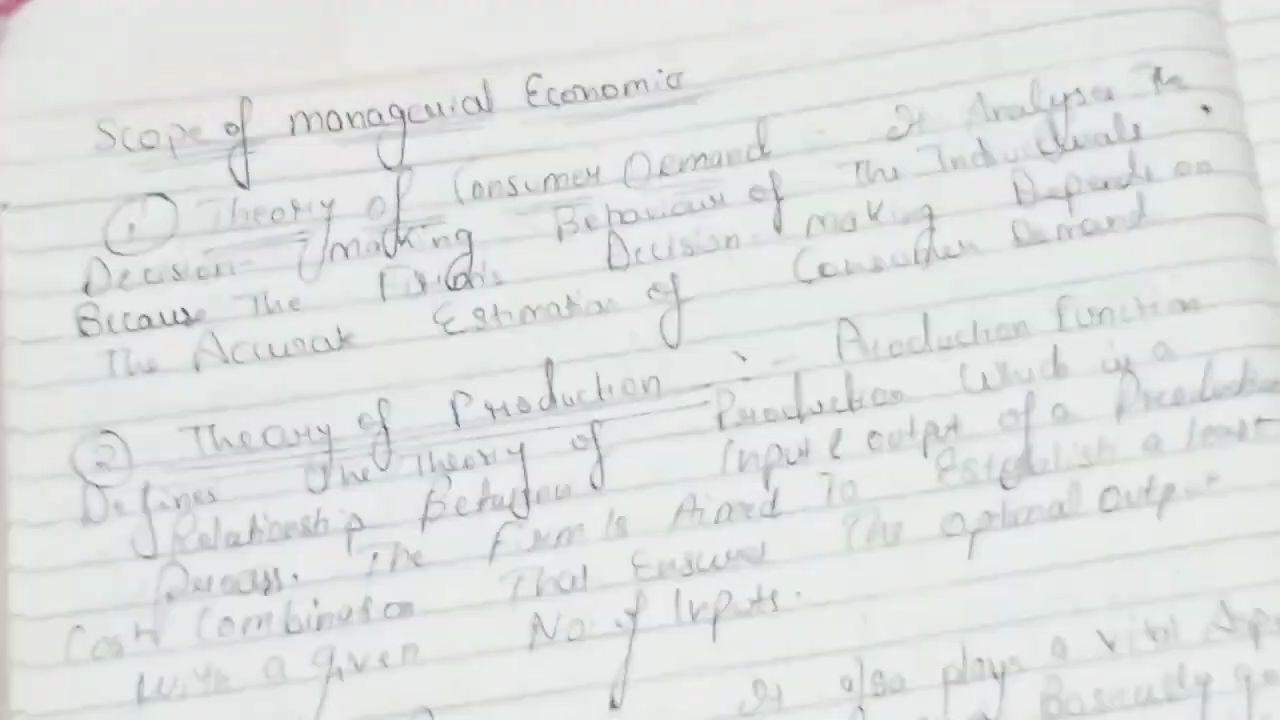 Scope of managerial Economic
① Theory of Consumer Demand - It Analyses The
Decision-making Behaviour of The Individuals
Because The Decision-making Depends on
The Accurate Estimation of Consumer Demand
② Theory of Production :- Production function
Defines The Theory of Production Which is a
Relationship Between Input & output of a Production
Process. The firm is Aimed To Establish a least
Cost Combination That Ensures The optimal output
with a given No. of Inputs.
It also plays a vital
Basically